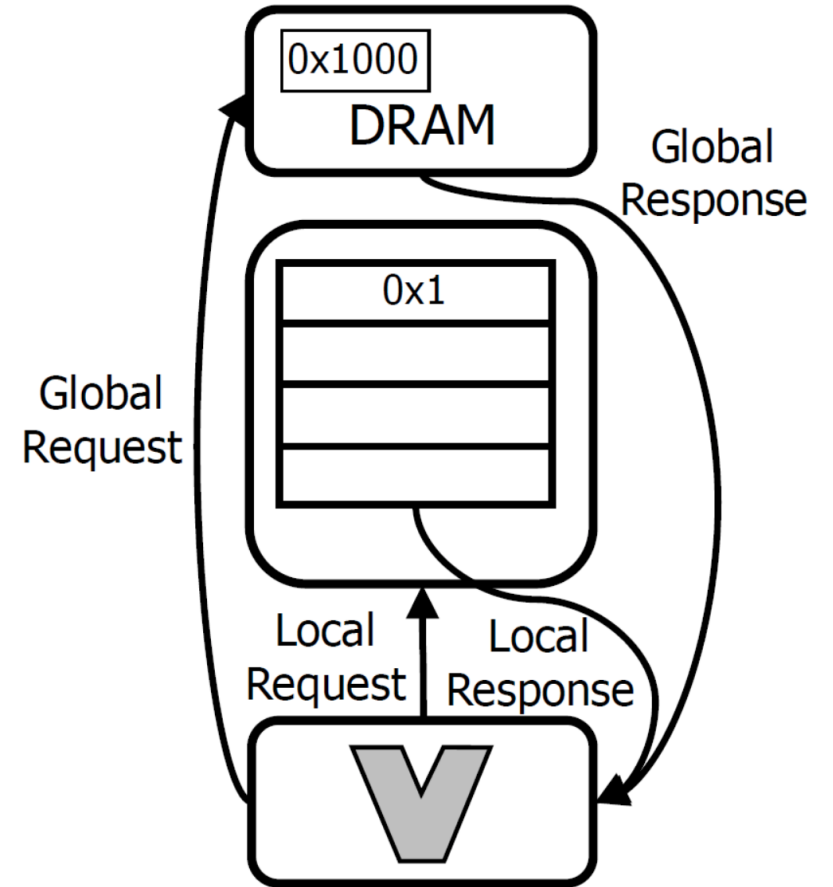 0x1000
DRAM
Global
Response
0x1
Global
Request
Local
Request
Local
Response